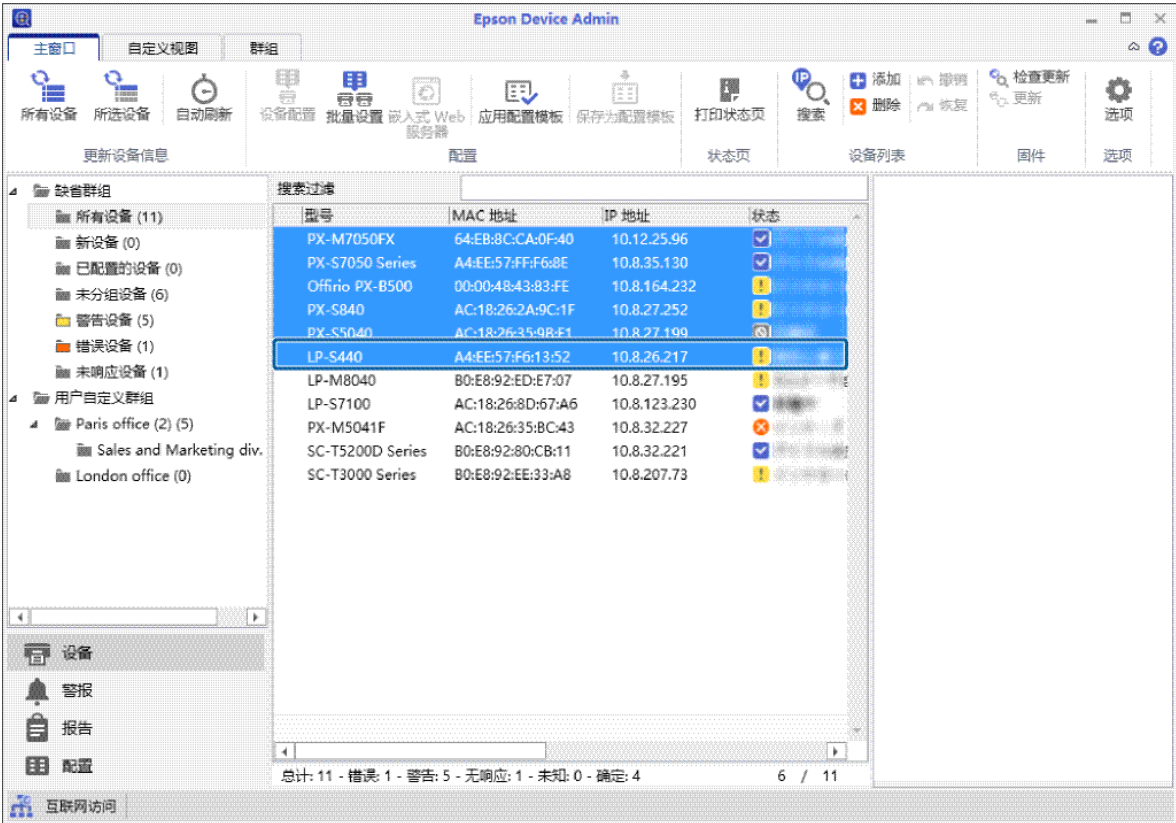 Epson Device Admin
主窗口 自定义视图 群组
所有设备 所选设备 自动刷新 设备配置 批量设置 嵌入式 Web 服务器 应用配置模板 保存为配置模板 打印状态页 IP 搜索 添加 删除 撤销 恢复 检查更新 更新 选项
更新设备信息 配置 状态页 设备列表 固件 选项
缺省群组
所有设备 (11)
新设备 (0)
已配置的设备 (0)
未分组设备 (6)
警告设备 (5)
错误设备 (1)
未响应设备 (1)
用户自定义群组
Paris office (2) (5)
Sales and Marketing div.
London office (0)
设备
警报
报告
配置
搜索过滤
型号 MAC 地址 IP 地址 状态
PX-M7050FX 64:EB:8C:CA:0F:40 10.12.25.96
PX-S7050 Series A4:EE:57:FF:F6:8E 10.8.35.130
Offirio PX-B500 00:00:48:43:83:FE 10.8.164.232
PX-S840 AC:18:26:2A:9C:1F 10.8.27.252
PX-S5040 AC:18:26:35:9B:F1 10.8.27.199
LP-S440 A4:EE:57:F6:13:52 10.8.26.217
LP-M8040 B0:E8:92:ED:E7:07 10.8.27.195
LP-S7100 AC:18:26:8D:67:A6 10.8.123.230
PX-M5041F AC:18:26:35:BC:43 10.8.32.227
SC-T5200D Series B0:E8:92:80:CB:11 10.8.32.221
SC-T3000 Series B0:E8:92:EE:33:A8 10.8.207.73
总计: 11 - 错误: 1 - 警告: 5 - 无响应: 1 - 未知: 0 - 确定: 4 6 / 11
互联网访问